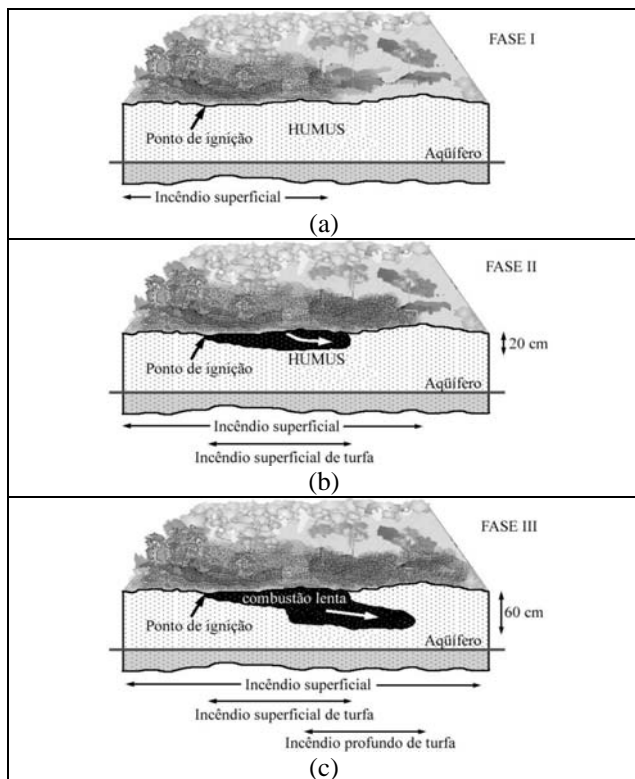 FASE I
HUMUS
Ponto de ignição
Aqüífero
Incêndio superficial
(a)
FASE II
20 cm
Ponto de ignição
HUMUS
Aqüífero
Incêndio superficial
Incêndio superficial de turfa
(b)
FASE III
combustão lenta
60 cm
Ponto de ignição
Aqüífero
Incêndio superficial
Incêndio superficial de turfa
Incêndio profundo de turfa
(c)